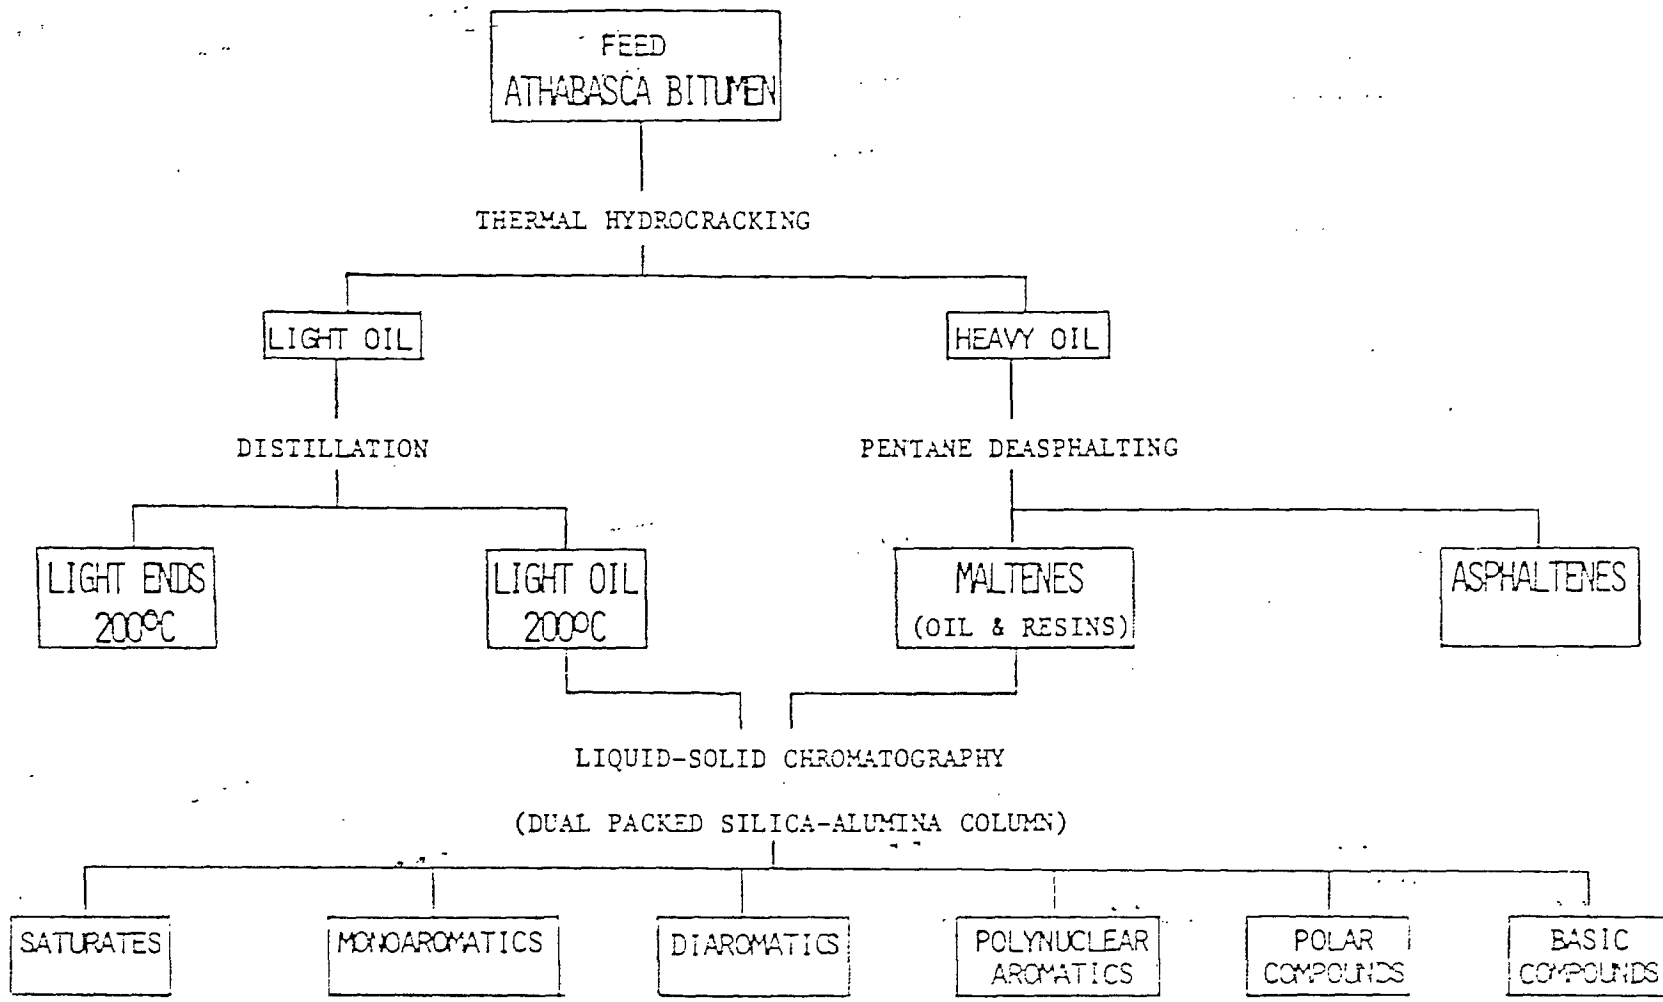 FEED
ATHABASCA BITUMEN
THERMAL HYDROCRACKING
LIGHT OIL
HEAVY OIL
DISTILLATION
PENTANE DEASPHALTING
LIGHT ENDS
200°C
LIGHT OIL
200°C
MALTENES
(OIL & RESINS)
ASPHALTENES
LIQUID-SOLID CHROMATOGRAPHY
(DUAL PACKED SILICA-ALUMINA COLUMN)
SATURATES
MONOAROMATICS
DIAROMATICS
POLYNUCLEAR
AROMATICS
POLAR
COMPOUNDS
BASIC
COMPOUNDS